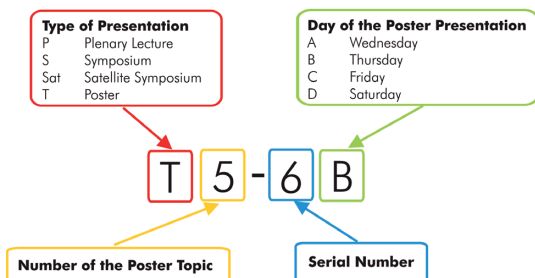 Type of Presentation
P Plenary Lecture
S Symposium
Sat Satellite Symposium
T Poster
Day of the Poster Presentation
A Wednesday
B Thursday
C Friday
D Saturday
T 5 - 6 B
Number of the Poster Topic
Serial Number